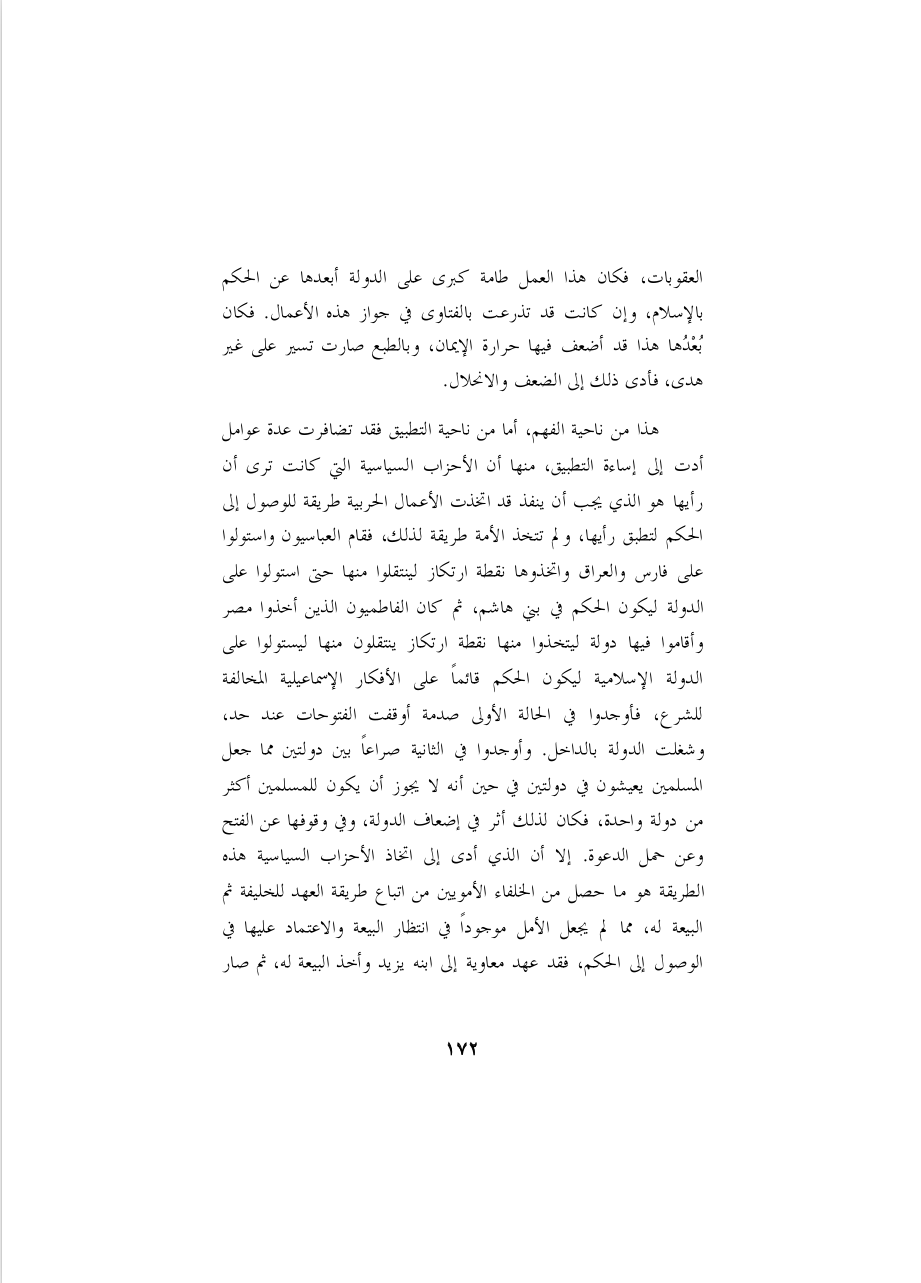 العقوبات، فكان هذا العمل طامة كبرى على الدولة أبعدها عن الحكم
بالإسلام، وإن كانت قد تذرعت بالفتاوى في جواز هذه الأعمال. فكان
بُعْدُها هذا قد أضعف فيها حرارة الإيمان، وبالطبع صارت تسير على غير
هدى، فأدى ذلك إلى الضعف والانحلال.
هذا من ناحية الفهم، أما من ناحية التطبيق فقد تضافرت عدة عوامل
أدت إلى إساءة التطبيق، منها أن الأحزاب السياسية التي كانت ترى أن
رأيها هو الذي يجب أن ينفذ قد اتخذت الأعمال الحربية طريقة للوصول إلى
الحكم لتطبق رأيها، ولم تتخذ الأمة طريقة لذلك، فقام العباسيون واستولوا
على فارس والعراق واتخذوها نقطة ارتكاز لينتقلوا منها حتى استولوا على
الدولة ليكون الحكم في بني هاشم، ثم كان الفاطميون الذين أخذوا مصر
وأقاموا فيها دولة ليتخذوا منها نقطة ارتكاز ينتقلون منها ليستولوا على
الدولة الإسلامية ليكون الحكم قائماً على الأفكار الإسماعيلية المخالفة
للشرع، فأوجدوا في الحالة الأولى صدمة أوقفت الفتوحات عند حد،
وشغلت الدولة بالداخل. وأوجدوا في الثانية صراعاً بين دولتين مما جعل
المسلمين يعيشون في دولتين في حين أنه لا يجوز أن يكون للمسلمين أكثر
من دولة واحدة، فكان لذلك أثر في إضعاف الدولة، وفي وقوفها عن الفتح
وعن حمل الدعوة. إلا أن الذي أدى إلى اتخاذ الأحزاب السياسية هذه
الطريقة هو ما حصل من الخلفاء الأمويين من اتباع طريقة العهد للخليفة ثم
البيعة له، مما لم يجعل الأمل موجوداً في انتظار البيعة والاعتماد عليها في
الوصول إلى الحكم، فقد عهد معاوية إلى ابنه يزيد وأخذ البيعة له، ثم صار
١٧٢